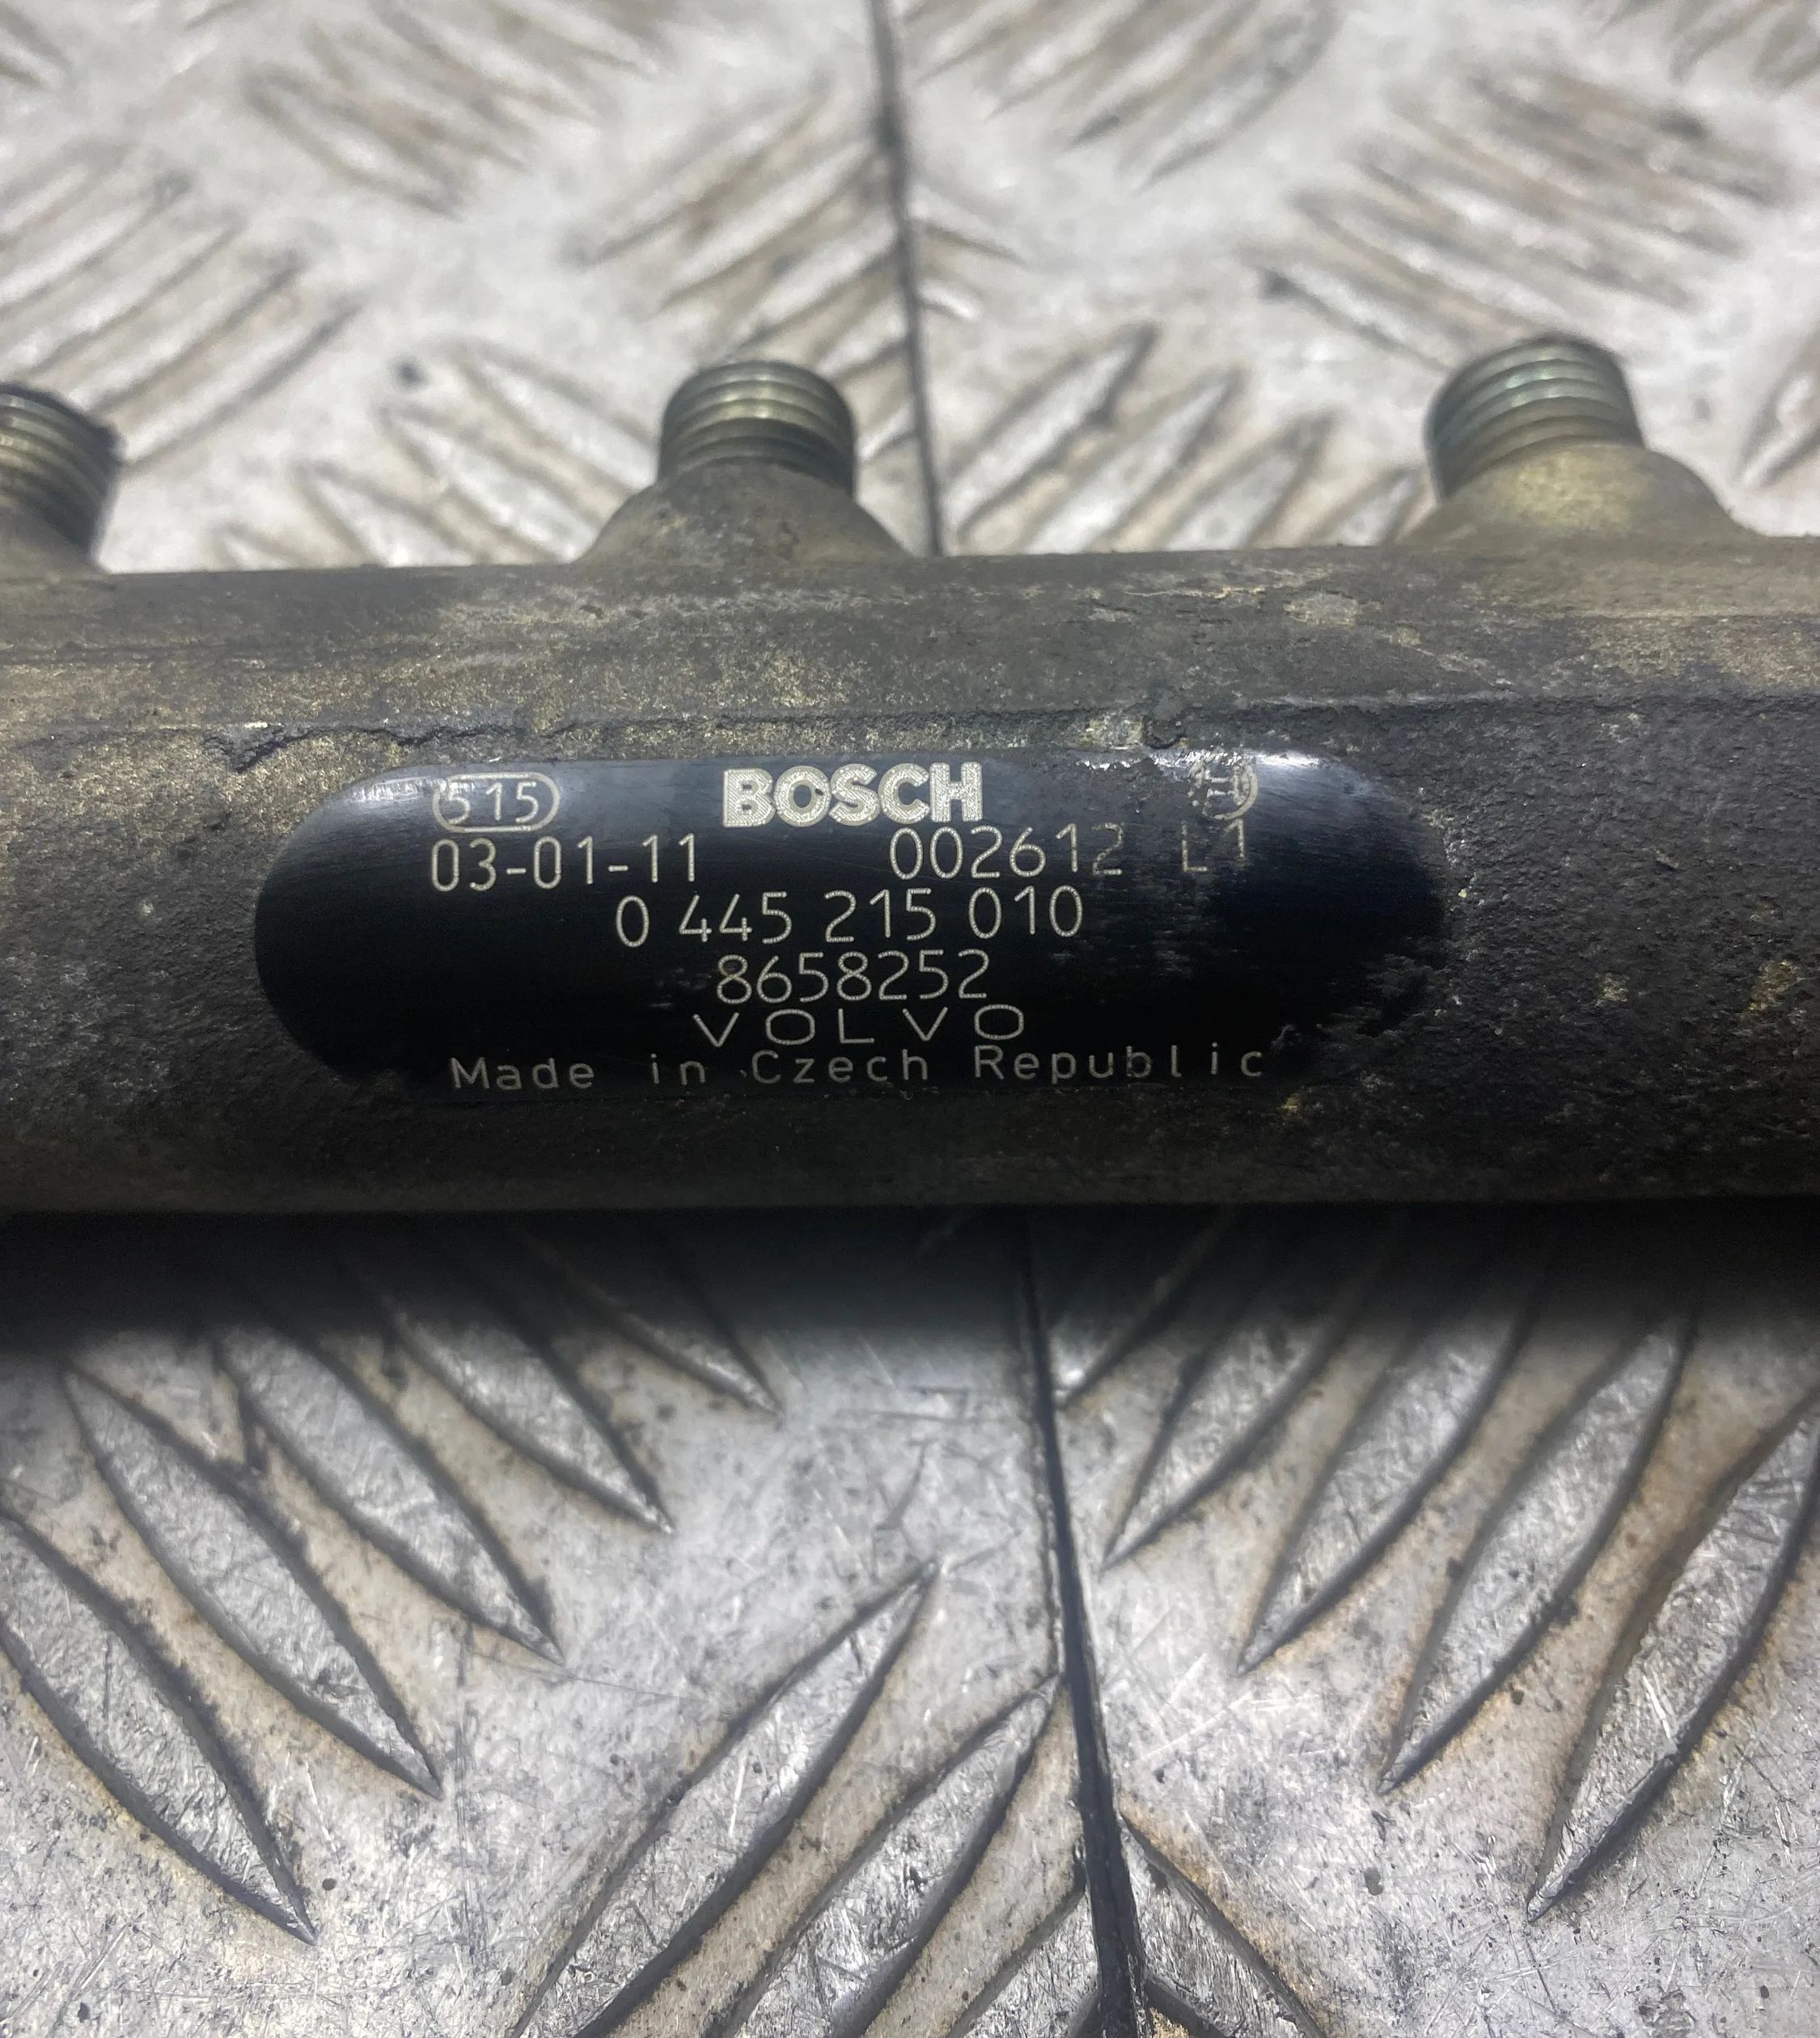 515 BOSCH
03-01-11 002612 L1
0 445 215 010
8658252
VOLVO
Made in Czech Republic